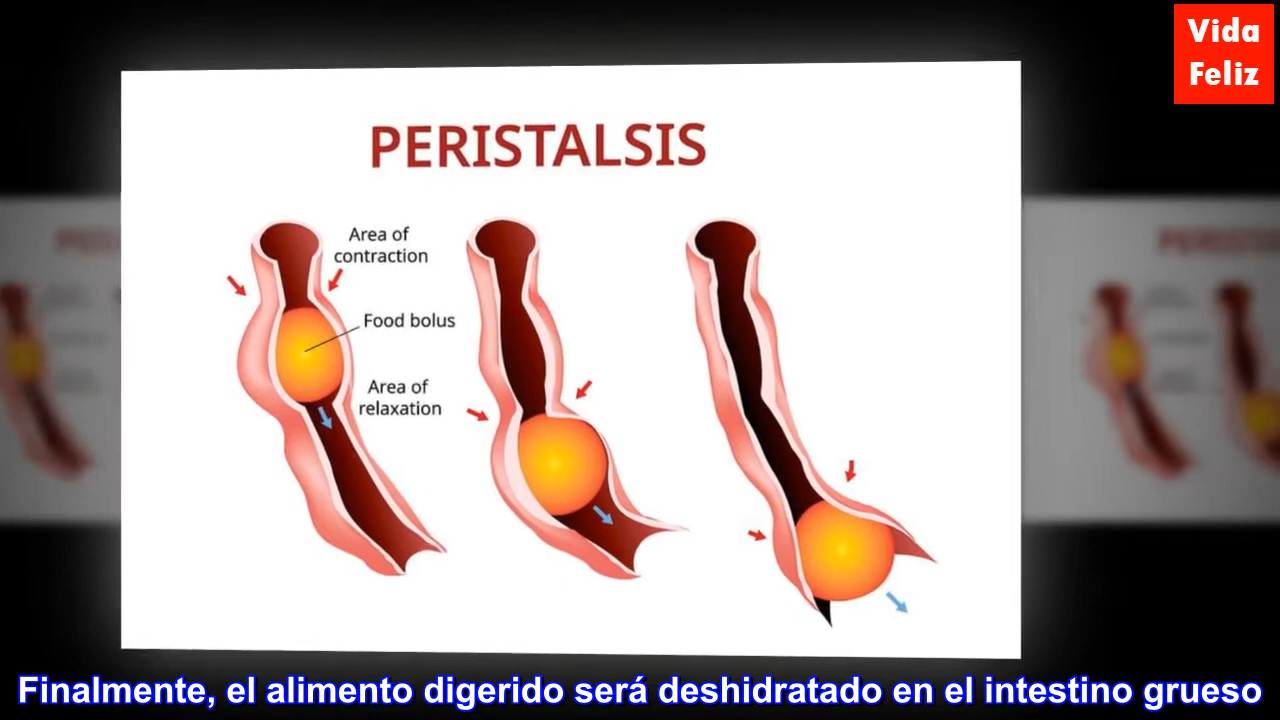 Vida
Feliz
PERISTALSIS
Area of
contraction
Food bolus
Area of
relaxation
Finalmente, el alimento digerido será deshidratado en el intestino grueso